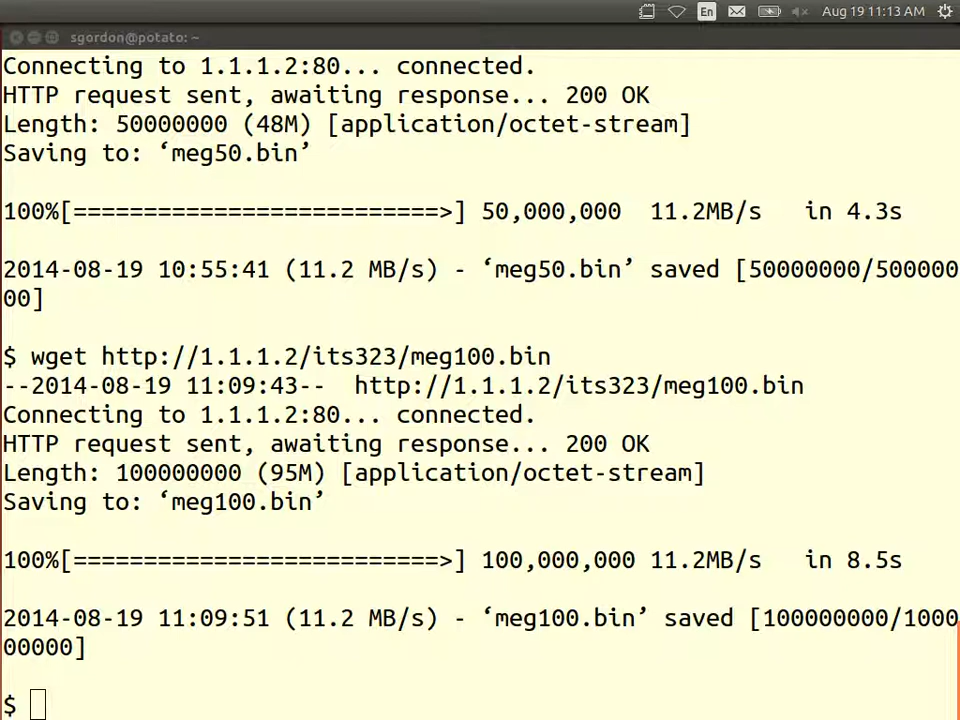 En Aug 19 11:13 AM
sgordon@potato: ~
Connecting to 1.1.1.2:80... connected.
HTTP request sent, awaiting response... 200 OK
Length: 50000000 (48M) [application/octet-stream]
Saving to: ‘meg50.bin’
100%[==========================>] 50,000,000  11.2MB/s   in 4.3s
2014-08-19 10:55:41 (11.2 MB/s) - ‘meg50.bin’ saved [50000000/500000
00]
$ wget http://1.1.1.2/its323/meg100.bin
--2014-08-19 11:09:43--  http://1.1.1.2/its323/meg100.bin
Connecting to 1.1.1.2:80... connected.
HTTP request sent, awaiting response... 200 OK
Length: 100000000 (95M) [application/octet-stream]
Saving to: ‘meg100.bin’
100%[==========================>] 100,000,000 11.2MB/s   in 8.5s
2014-08-19 11:09:51 (11.2 MB/s) - ‘meg100.bin’ saved [100000000/1000
00000]
$